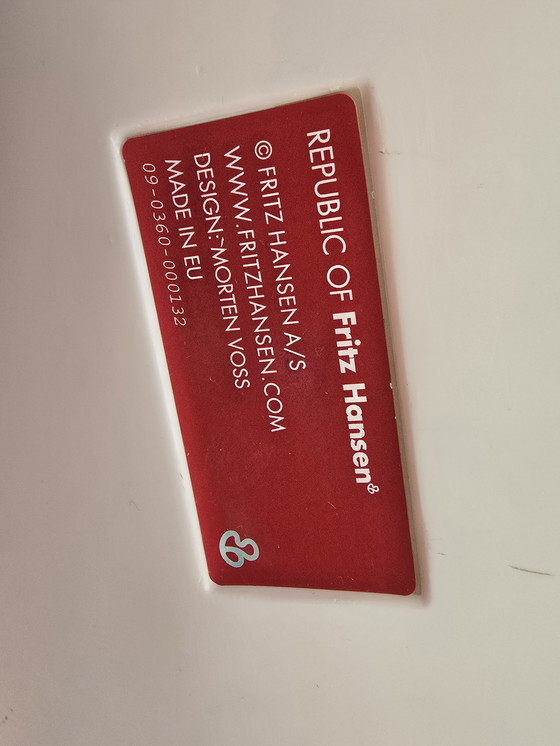 REPUBLIC OF Fritz Hansen
© FRITZ HANSEN A/S
WWW.FRITZHANSEN.COM
DESIGN: MORTEN VOSS
MADE IN EU
09-0360-000132